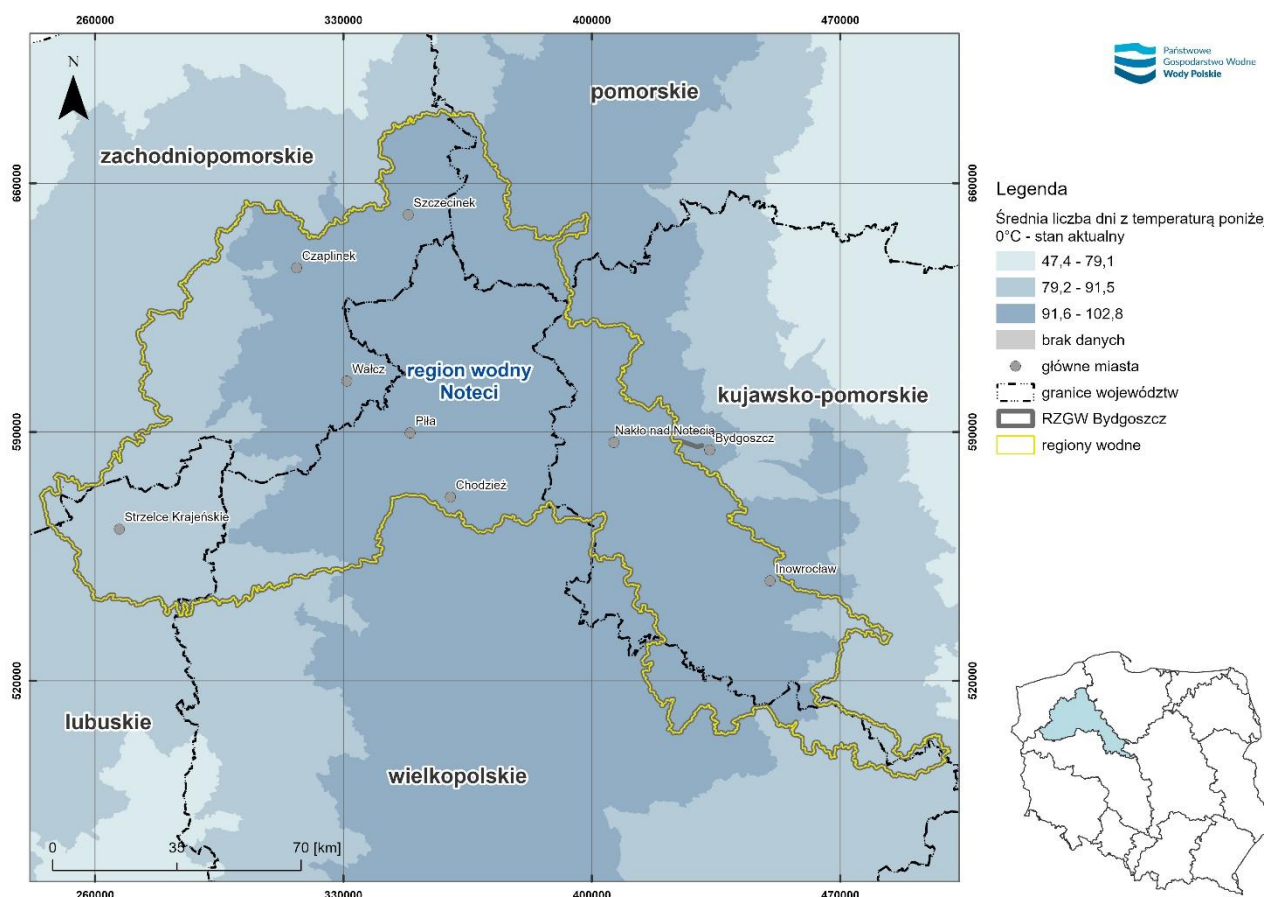 260000
330000
400000
470000
Państwowe
Gospodarstwo Wodne
Wody Polskie
N
pomorskie
zachodniopomorskie
660000
660000
Szczecinek
Czaplinek
Wałcz
region wodny
Noteci
kujawsko-pomorskie
Piła
590000
Nakło nad Notecią
Bydgoszcz
590000
Chodzież
Strzelce Krajeńskie
Inowrocław
520000
520000
lubuskie
wielkopolskie
0
35
70 [km]
260000
330000
400000
470000
Legenda
Średnia liczba dni z temperaturą poniżej
0°C - stan aktualny
47,4 - 79,1
79,2 - 91,5
91,6 - 102,8
brak danych
główne miasta
granice województw
RZGW Bydgoszcz
regiony wodne